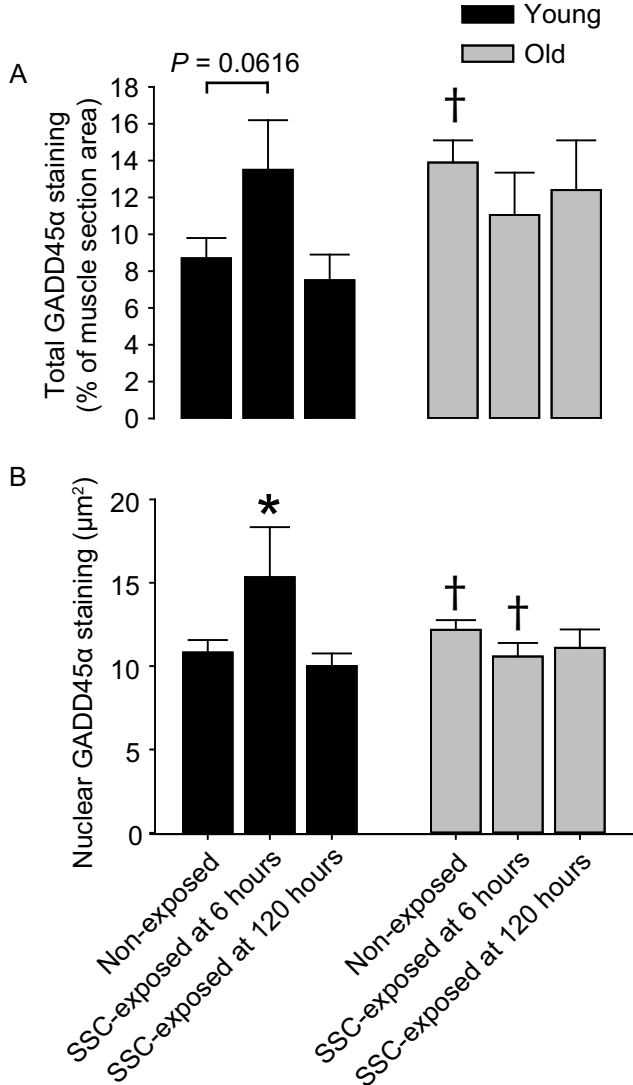 Young
Old
A
P = 0.0616
†
Total GADD45α staining
(% of muscle section area)
18
16
14
12
10
8
6
4
2
0
B
*
†
†
Nuclear GADD45α staining (µm²)
20
15
10
5
0
Non-exposed
SSC-exposed at 6 hours
SSC-exposed at 120 hours
Non-exposed
SSC-exposed at 6 hours
SSC-exposed at 120 hours